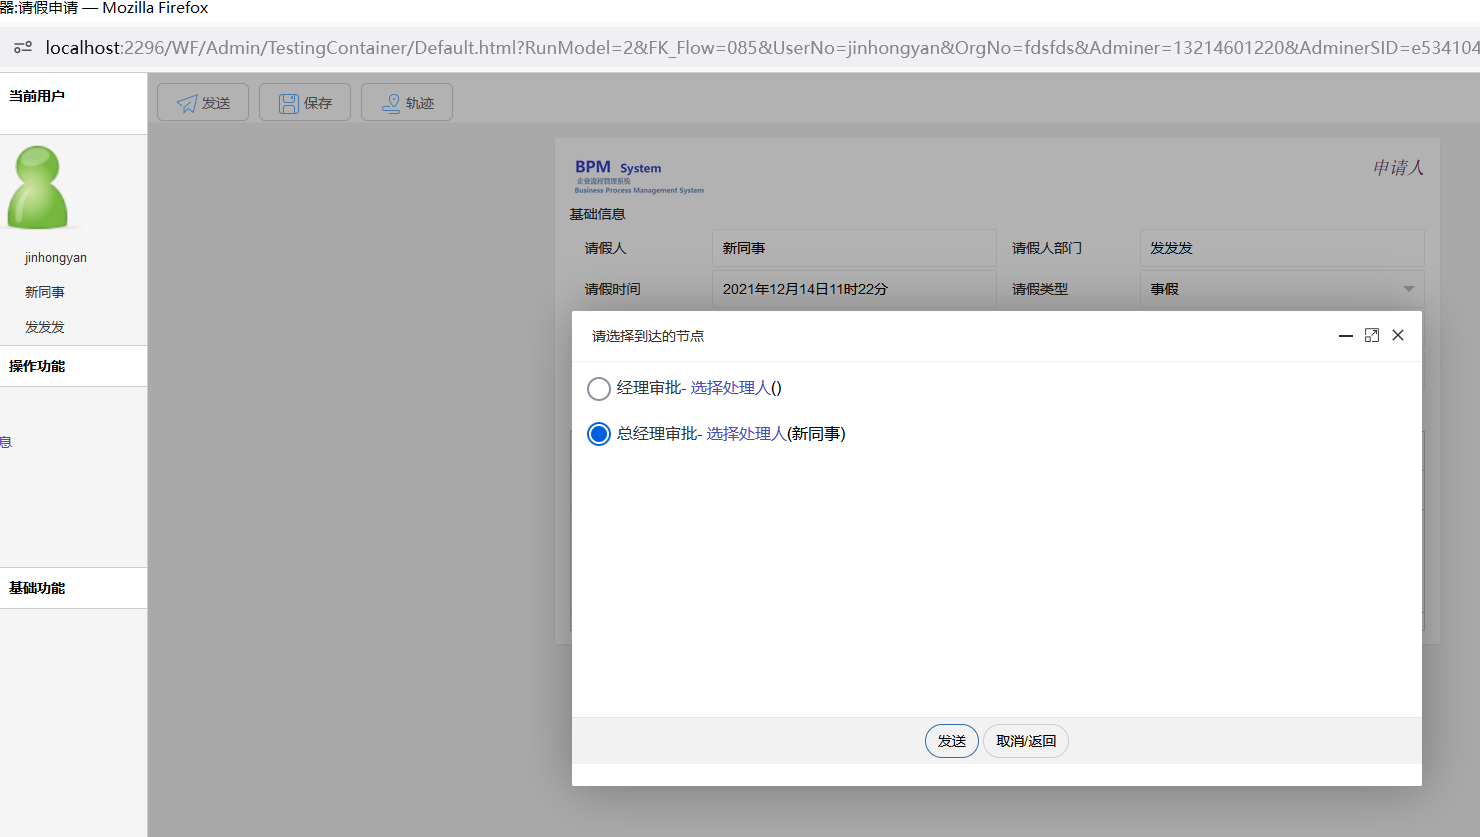 器:请假申请 — Mozilla Firefox
localhost:2296/WF/Admin/TestingContainer/Default.html?RunModel=2&FK_Flow=085&UserNo=jinhongyan&OrgNo=fdsfds&Adminer=13214601220&AdminerSID=e534104
当前用户
发送 保存 轨迹
BPM System
企业流程管理系统
Business Process Management System
申请人
基础信息
请假人 新同事 请假人部门 发发发
请假时间 2021年12月14日11时22分 请假类型 事假
jinhongyan
新同事
发发发
操作功能
息
基础功能
请选择到达的节点
经理审批- 选择处理人()
总经理审批- 选择处理人(新同事)
发送 取消/返回